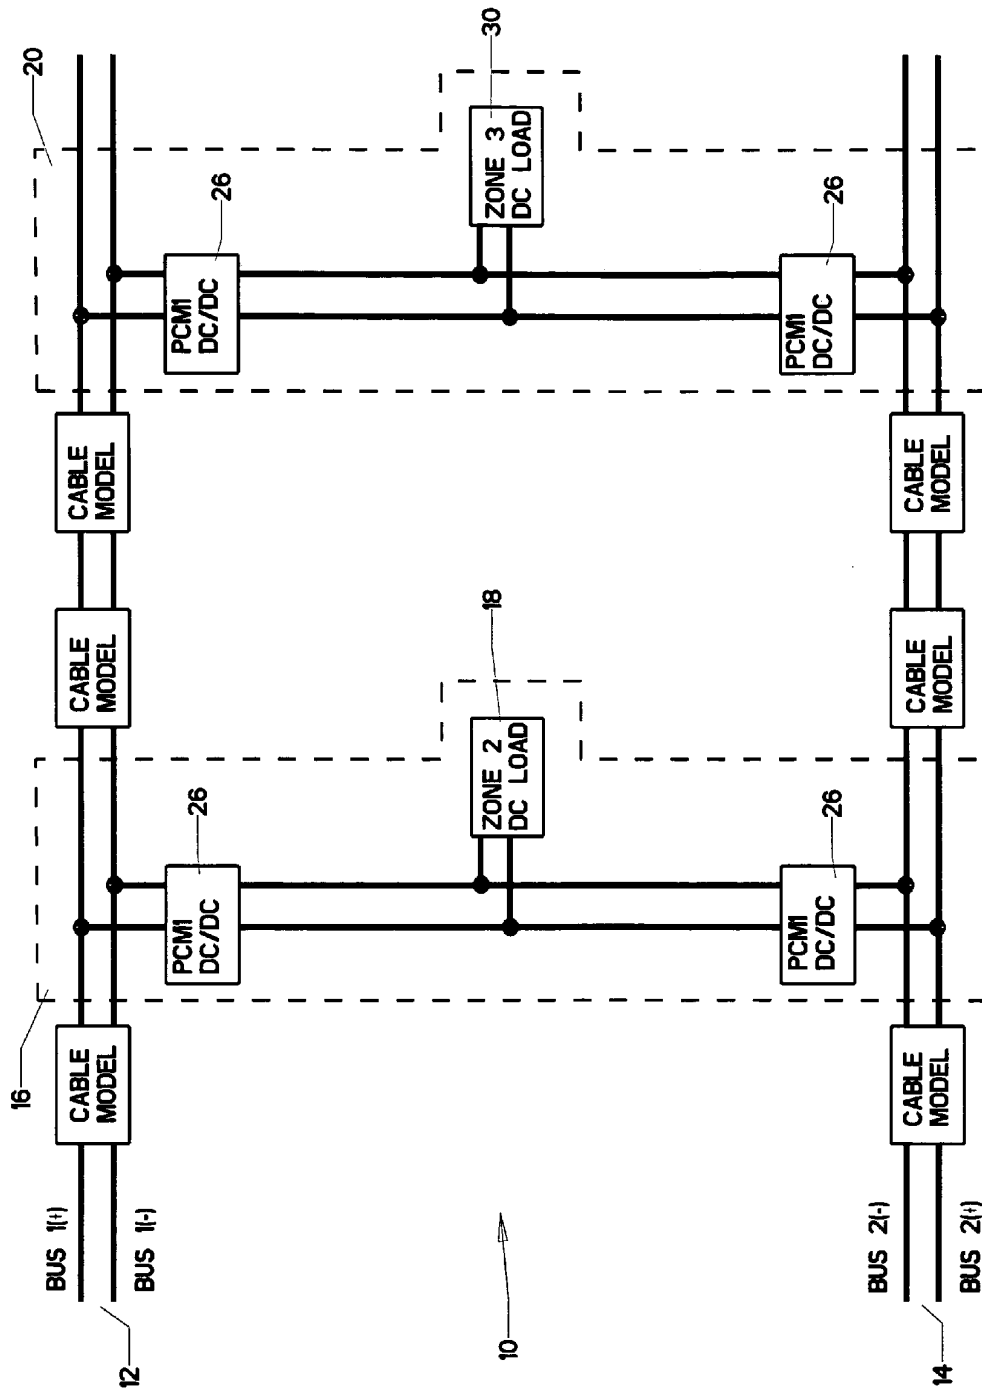 20
30
26
ZONE 3
DC LOAD
26
PCM1
DC/DC
PCM1
DC/DC
CABLE
MODEL
CABLE
MODEL
CABLE
MODEL
CABLE
MODEL
18
ZONE 2
DC LOAD
26
26
PCM1
DC/DC
PCM1
DC/DC
16
CABLE
MODEL
CABLE
MODEL
BUS 1(+)
BUS 1(-)
BUS 2(-)
BUS 2(+)
12
10
14